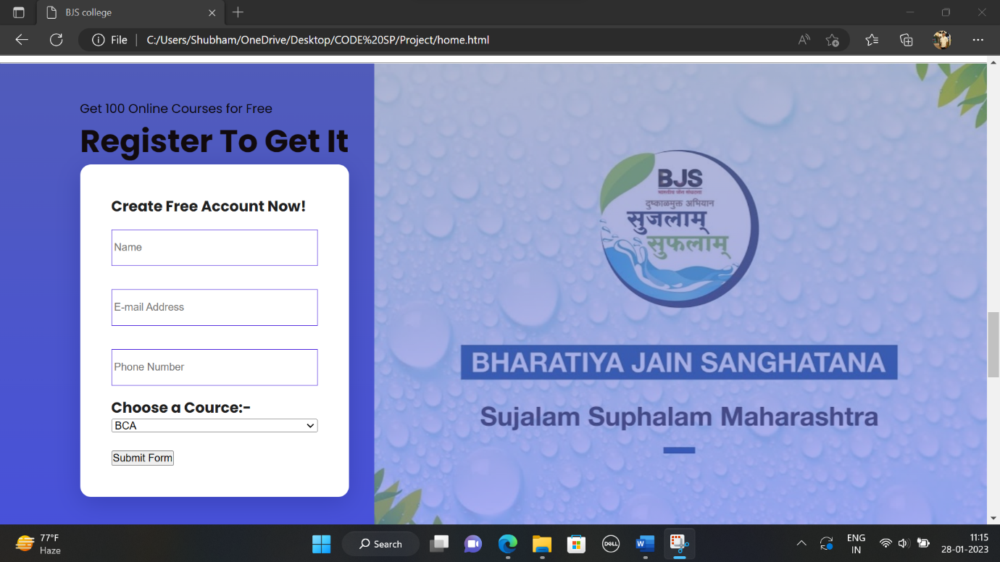 BJS college
File
C:/Users/Shubham/OneDrive/Desktop/CODE%20SP/Project/home.html
Get 100 Online Courses for Free
Register To Get It
Create Free Account Now!
Name
E-mail Address
Phone Number
Choose a Cource:-
BCA
Submit Form
BJS
दुष्काळमुक्त अभियान
सुजलाम्
सुफलाम्
BHARATIYA JAIN SANGHATANA
Sujalam Suphalam Maharashtra
77°F
Haze
Search
DELL
ENG
IN
11:15
28-01-2023